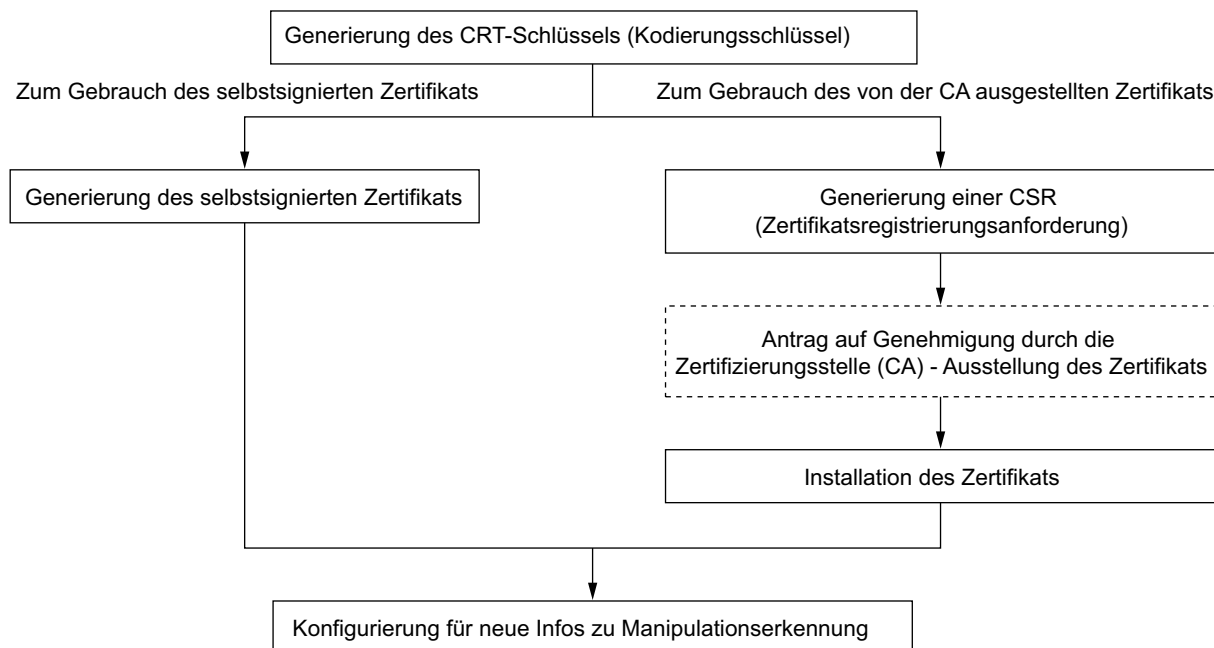 Generierung des CRT-Schlüssels (Kodierungsschlüssel)
Zum Gebrauch des selbstsignierten Zertifikats
Zum Gebrauch des von der CA ausgestellten Zertifikats
Generierung des selbstsignierten Zertifikats
Generierung einer CSR
(Zertifikatsregistrierungsanforderung)
Antrag auf Genehmigung durch die
Zertifizierungsstelle (CA) - Ausstellung des Zertifikats
Installation des Zertifikats
Konfigurierung für neue Infos zu Manipulationserkennung